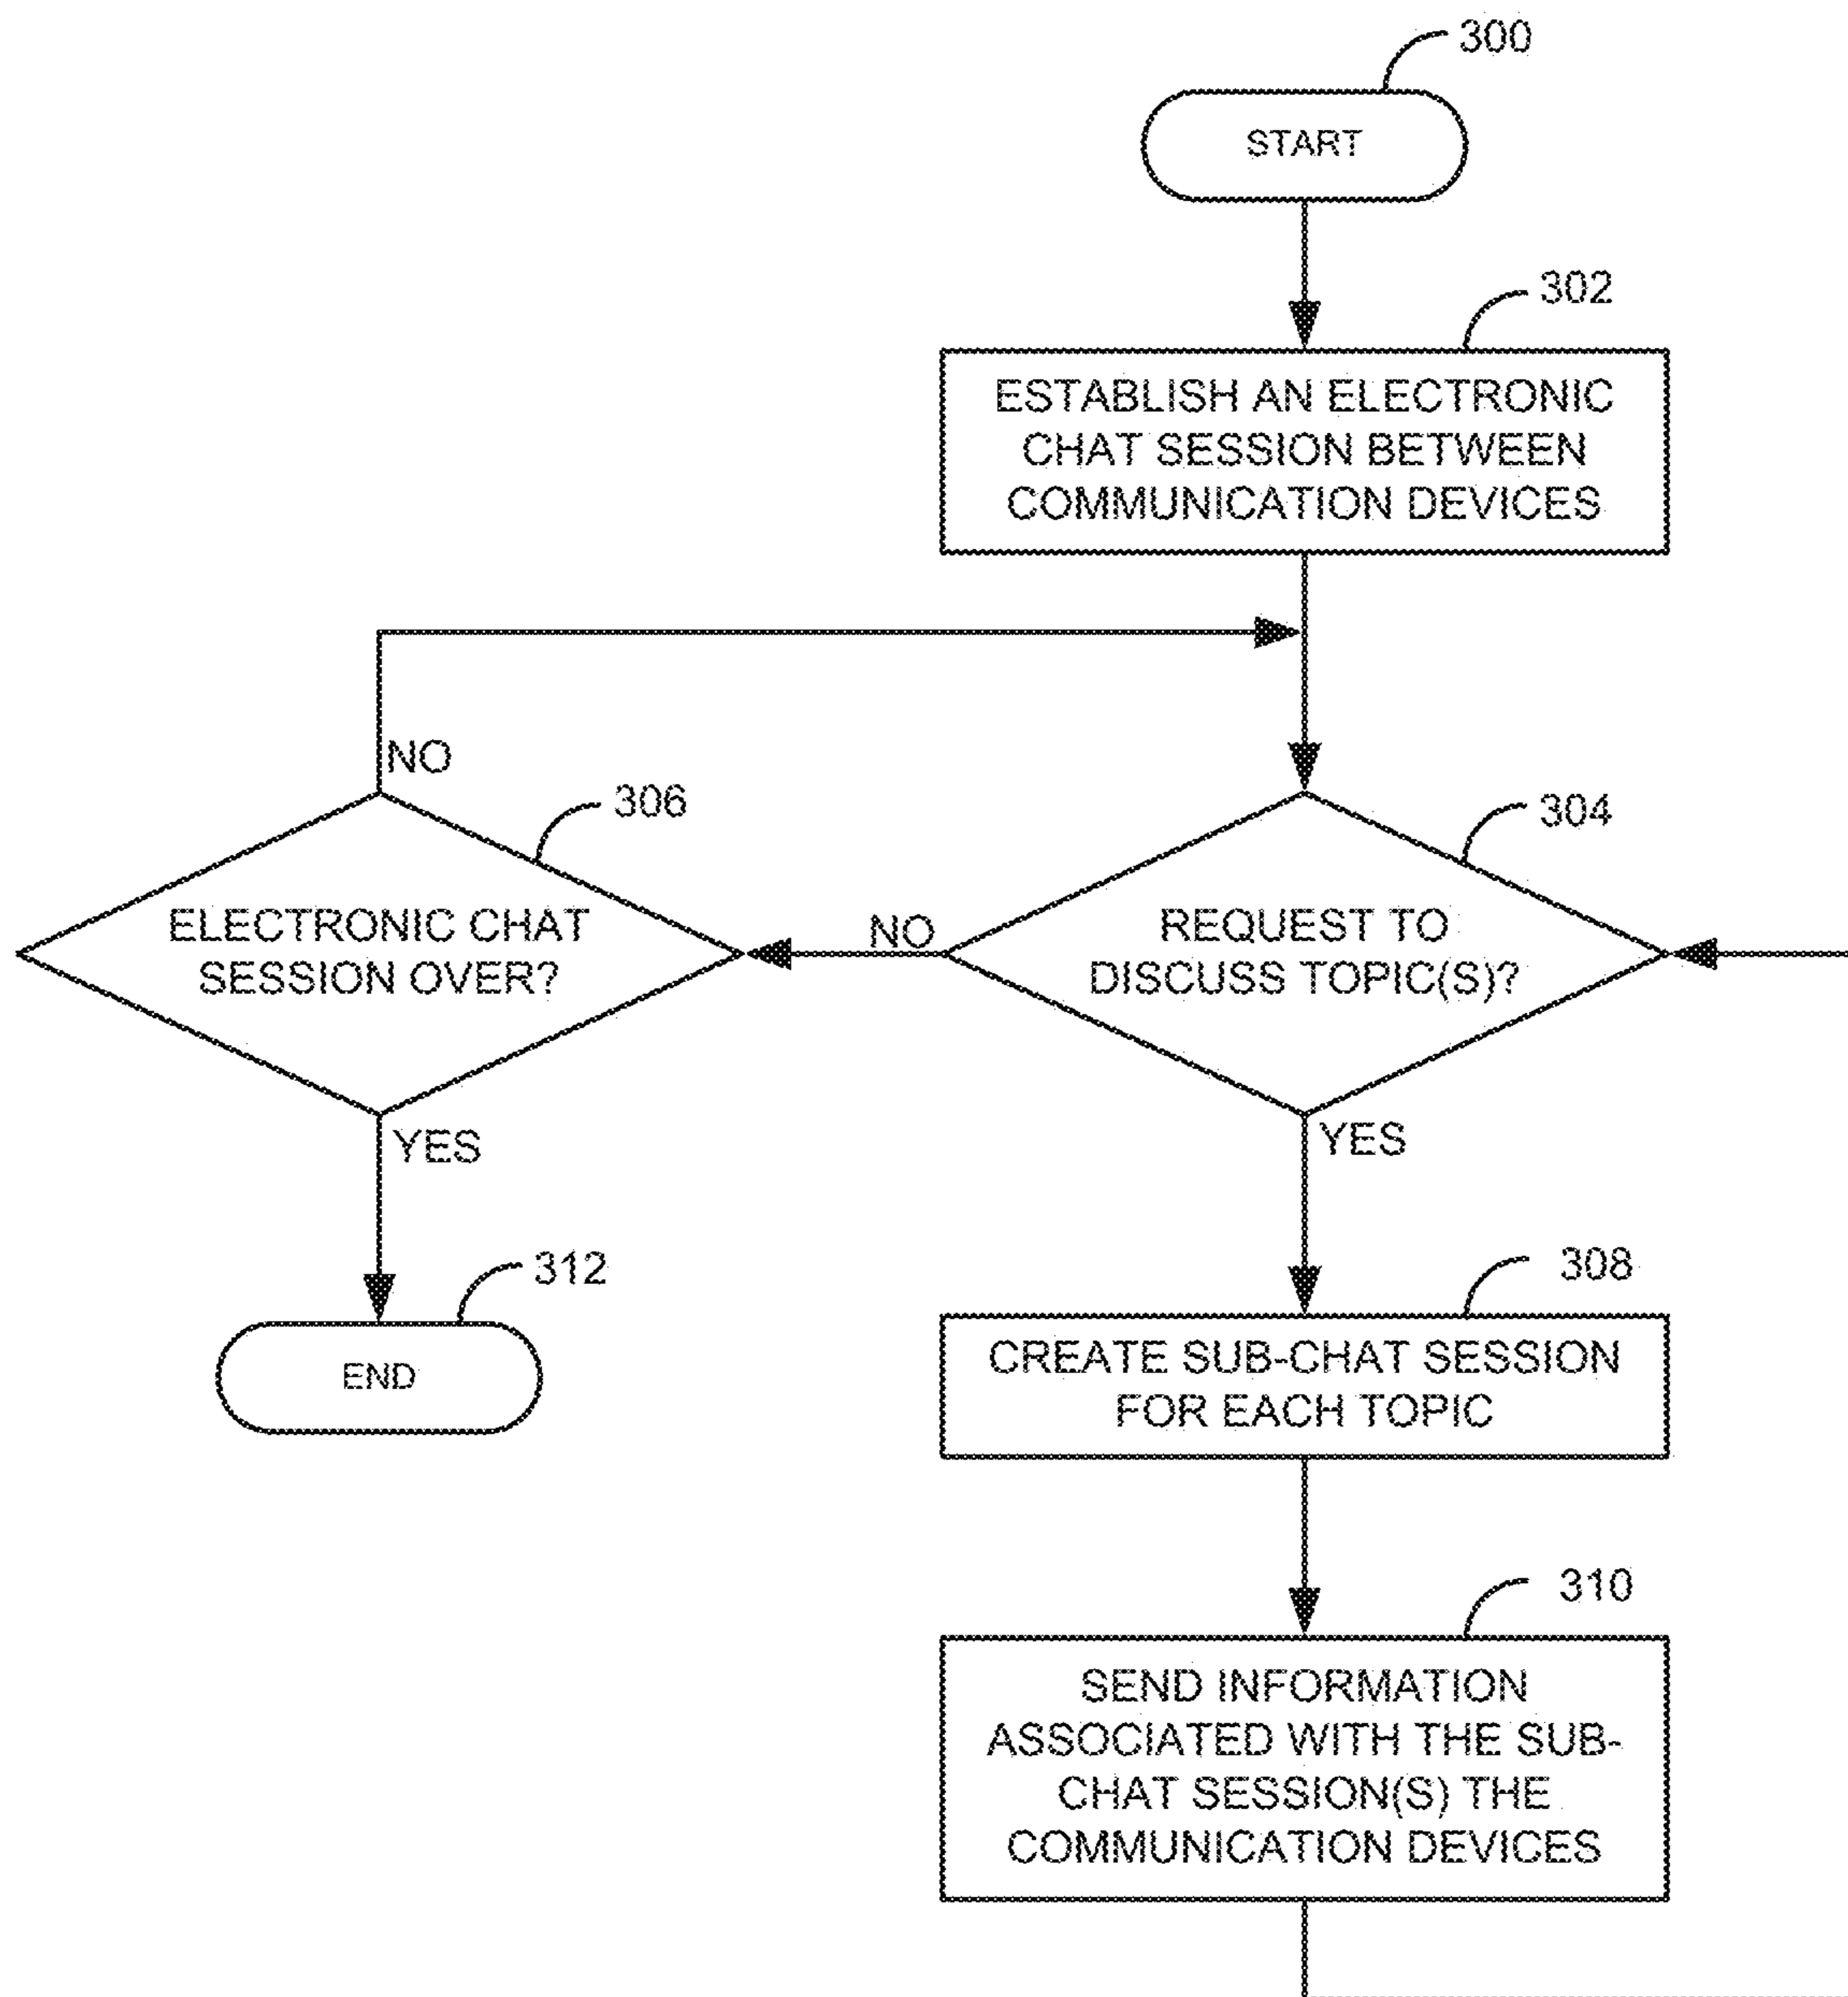 300
START
302
ESTABLISH AN ELECTRONIC
CHAT SESSION BETWEEN
COMMUNICATION DEVICES
NO
306
304
ELECTRONIC CHAT
SESSION OVER?
NO
REQUEST TO
DISCUSS TOPIC(S)?
YES
YES
312
END
308
CREATE SUB-CHAT SESSION
FOR EACH TOPIC
310
SEND INFORMATION
ASSOCIATED WITH THE SUB-
CHAT SESSION(S) THE
COMMUNICATION DEVICES